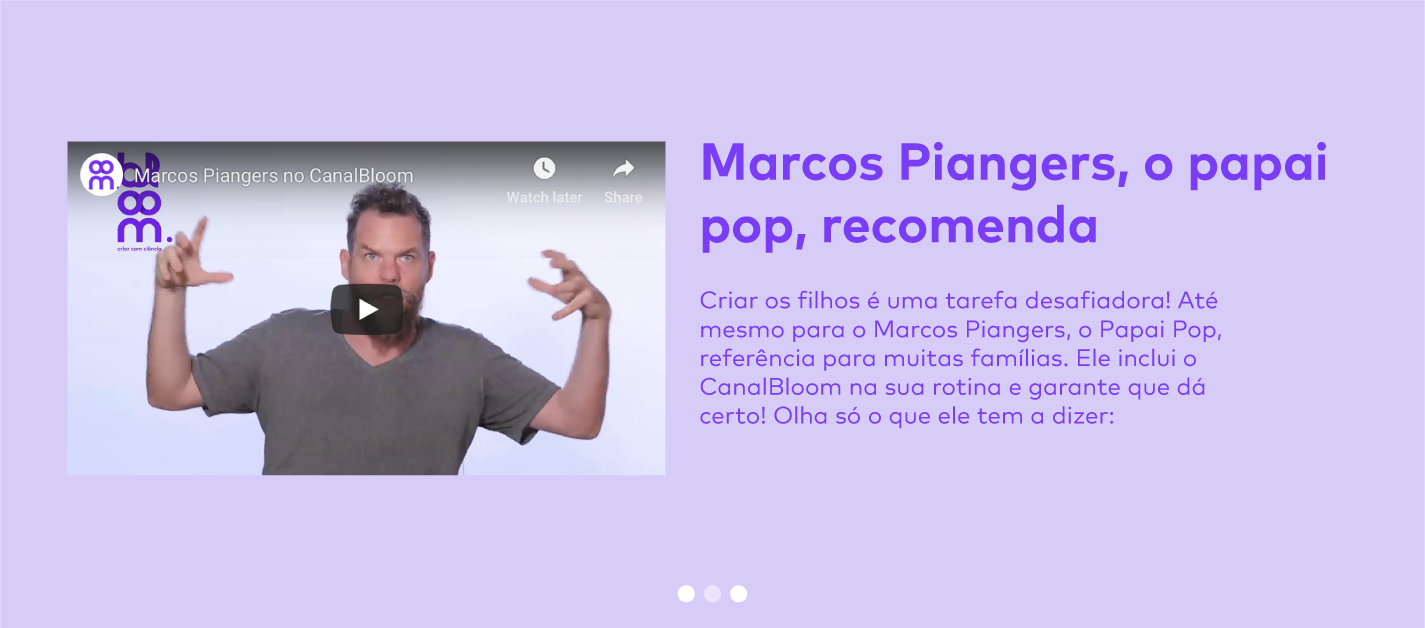 Marcos Piangers no CanalBloom
Watch later
Share
criar com ciência
Marcos Piangers, o papai
pop, recomenda
Criar os filhos é uma tarefa desafiadora! Até
mesmo para o Marcos Piangers, o Papai Pop,
referência para muitas famílias. Ele inclui o
CanalBloom na sua rotina e garante que dá
certo! Olha só o que ele tem a dizer: